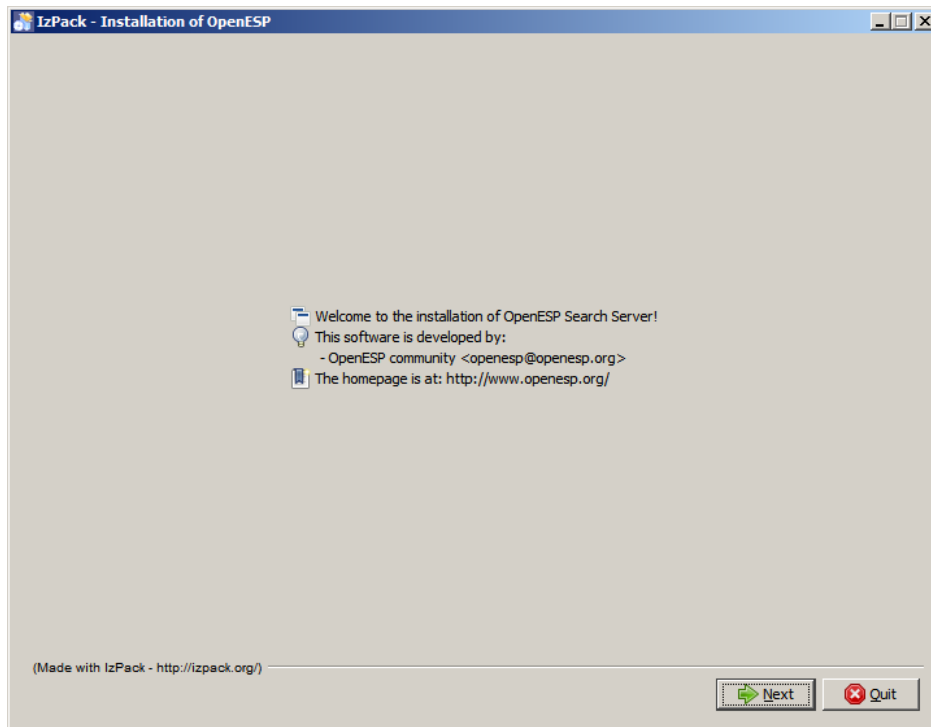 IzPack - Installation of OpenESP
Welcome to the installation of OpenESP Search Server!
This software is developed by:
- OpenESP community <openesp@openesp.org>
The homepage is at: http://www.openesp.org/
(Made with IzPack - http://izpack.org/)
Next Quit